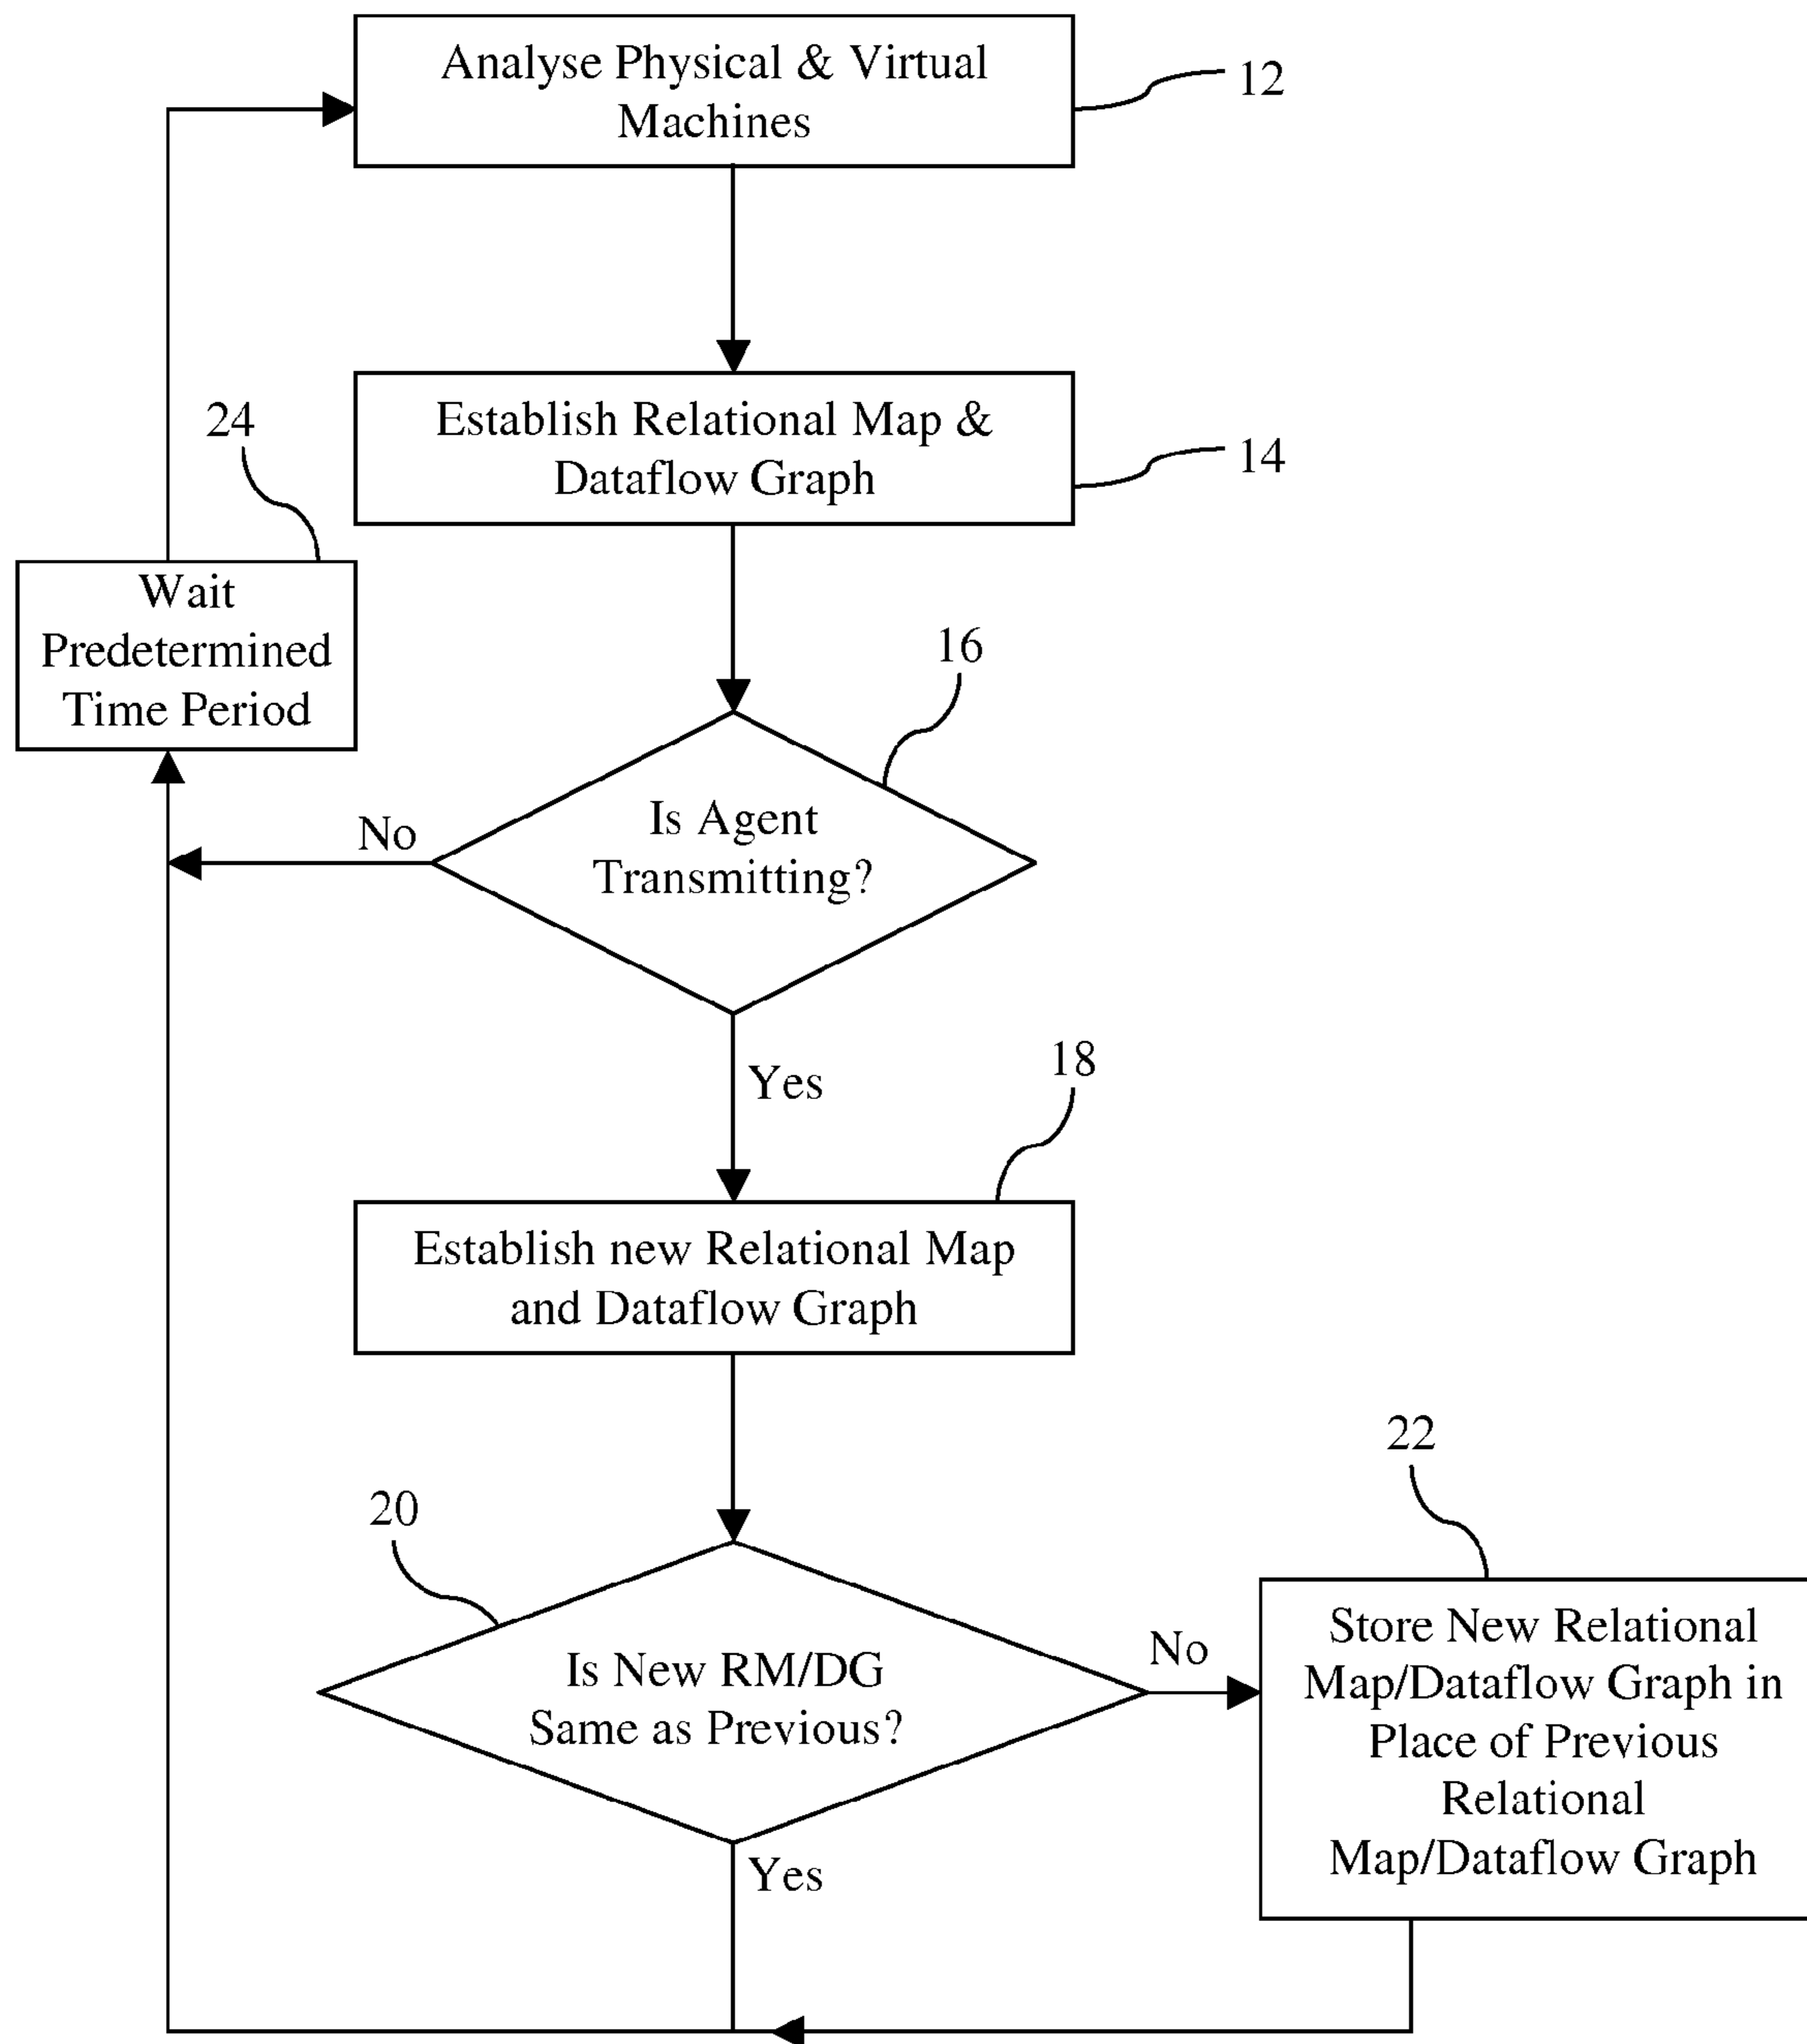 Analyse Physical & Virtual
Machines
12
Establish Relational Map &
Dataflow Graph
14
24
Wait
Predetermined
Time Period
16
Is Agent
Transmitting?
No
Yes
18
Establish new Relational Map
and Dataflow Graph
20
Is New RM/DG
Same as Previous?
No
Yes
22
Store New Relational
Map/Dataflow Graph in
Place of Previous
Relational
Map/Dataflow Graph